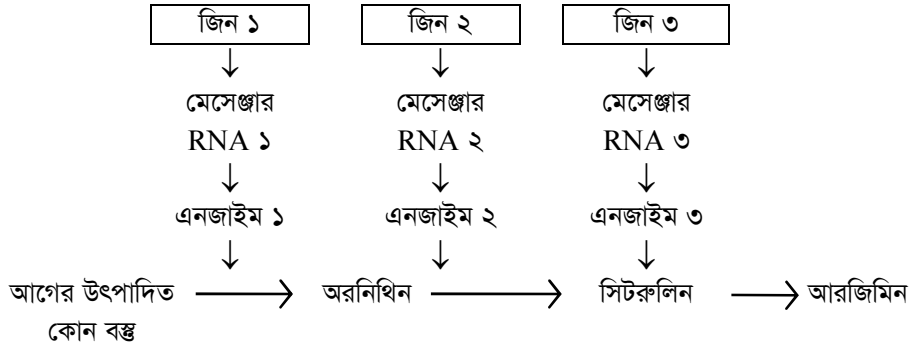 জিন ১ জিন ২ জিন ৩
মেসেঞ্জার মেসেঞ্জার মেসেঞ্জার
RNA ১ RNA ২ RNA ৩
এনজাইম ১ এনজাইম ২ এনজাইম ৩
আগের উৎপাদিত অরনিথিন সিটরুলিন আরজিমিন
কোন বস্তু